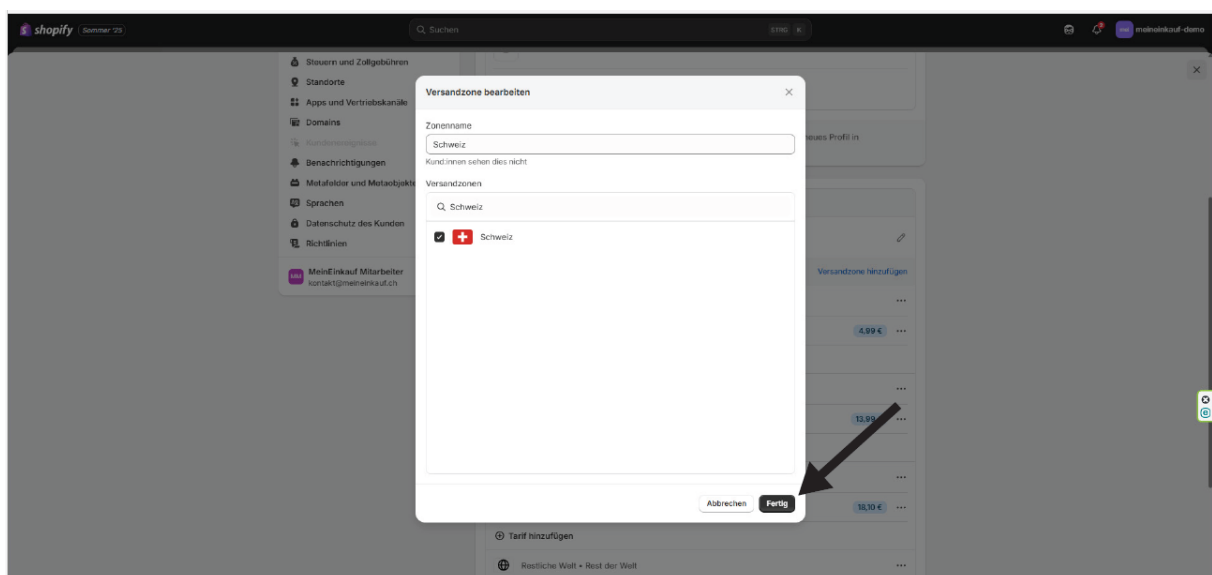 shopify Sommer '25
Suchen
STRG K
meineinkauf-demo
Steuern und Zollgebühren
Standorte
Apps und Vertriebskanäle
Domains
Benachrichtigungen
Metafelder und Metaobjekte
Sprachen
Datenschutz des Kunden
Richtlinien
MeinEinkauf Mitarbeiter
kontakt@meineinkauf.ch
Versandzone bearbeiten
Zonenname
Schweiz
Kund:innen sehen dies nicht
Versandzonen
Schweiz
Schweiz
Abbrechen
Fertig
neues Profil in
Versandzone hinzufügen
4,99 €
13,99
18,10 €
Tarif hinzufügen
Restliche Welt • Rest der Welt